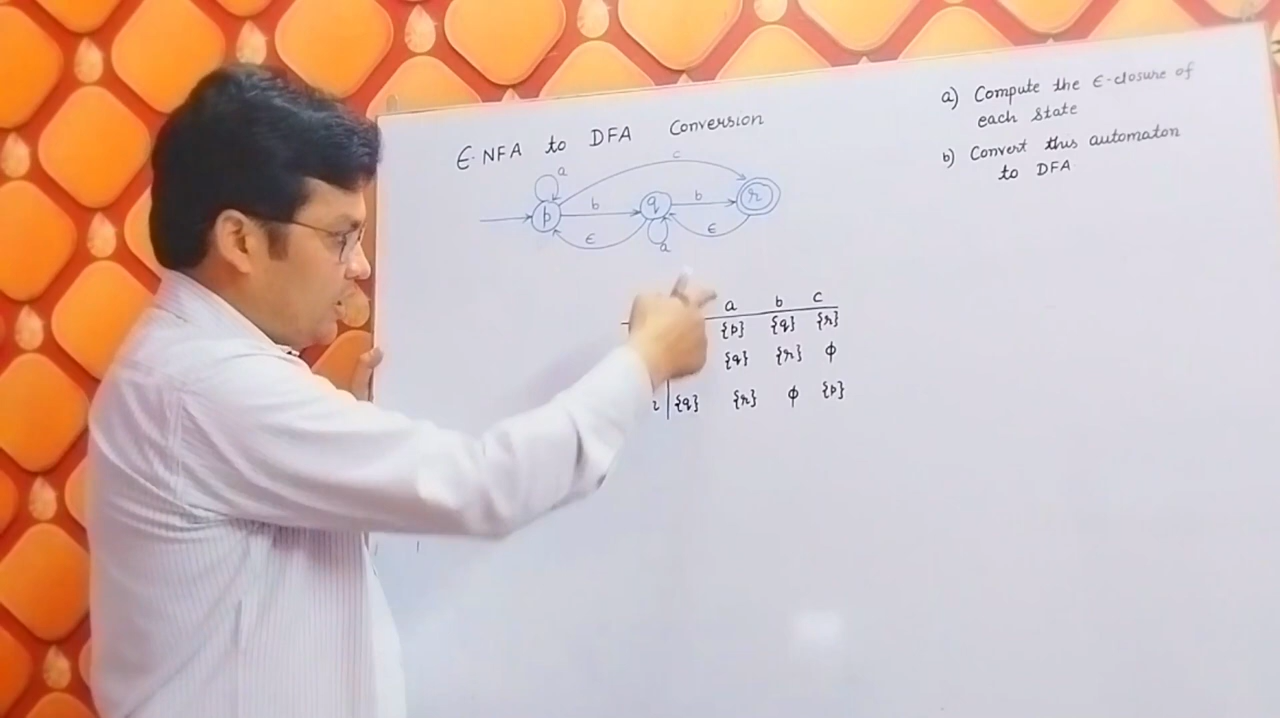 ϵ-NFA to DFA Conversion
a) Compute the ϵ-closure of
each state
b) Convert this automaton
to DFA
c
a
p b q b r
ϵ a ϵ
a b c
{p} {q} {r}
{q} {r} ϕ
r {q} {r} ϕ {p}